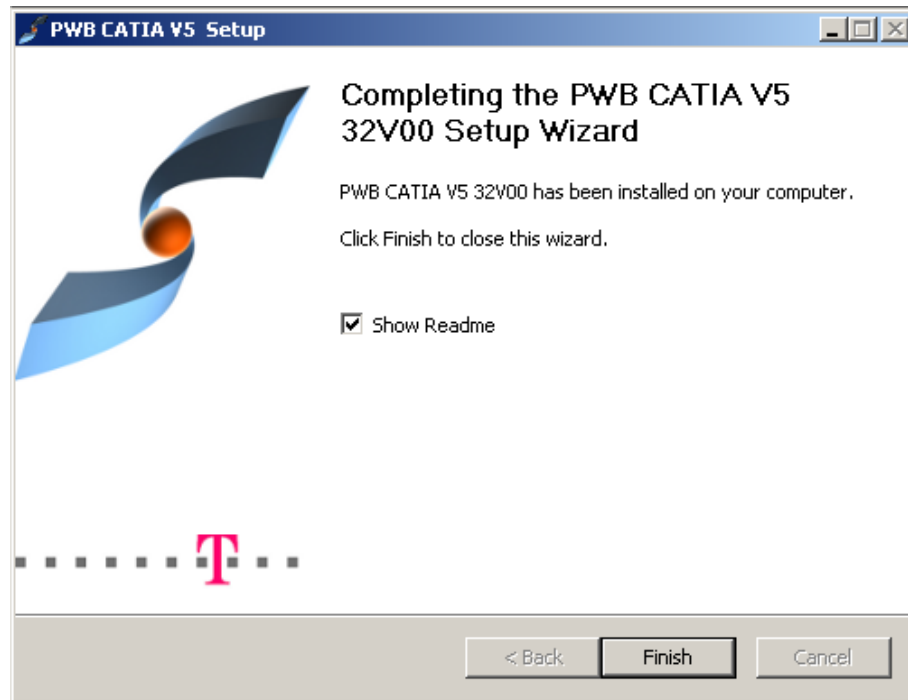 PWB CATIA V5 Setup
Completing the PWB CATIA V5
32V00 Setup Wizard
PWB CATIA V5 32V00 has been installed on your computer.
Click Finish to close this wizard.
Show Readme
T
< Back
Finish
Cancel